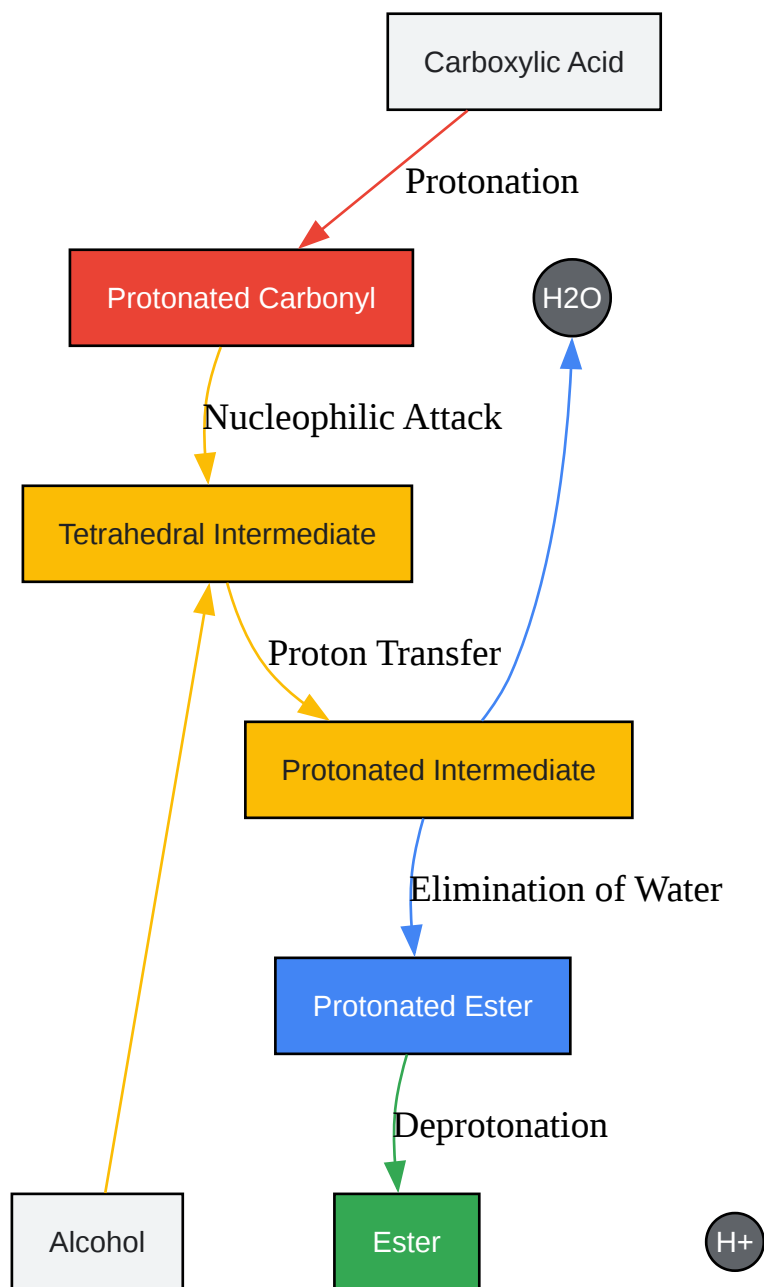 Carboxylic Acid
Protonation
Protonated Carbonyl
H2O
Nucleophilic Attack
Tetrahedral Intermediate
Proton Transfer
Protonated Intermediate
Elimination of Water
Protonated Ester
Deprotonation
Alcohol
Ester
H+